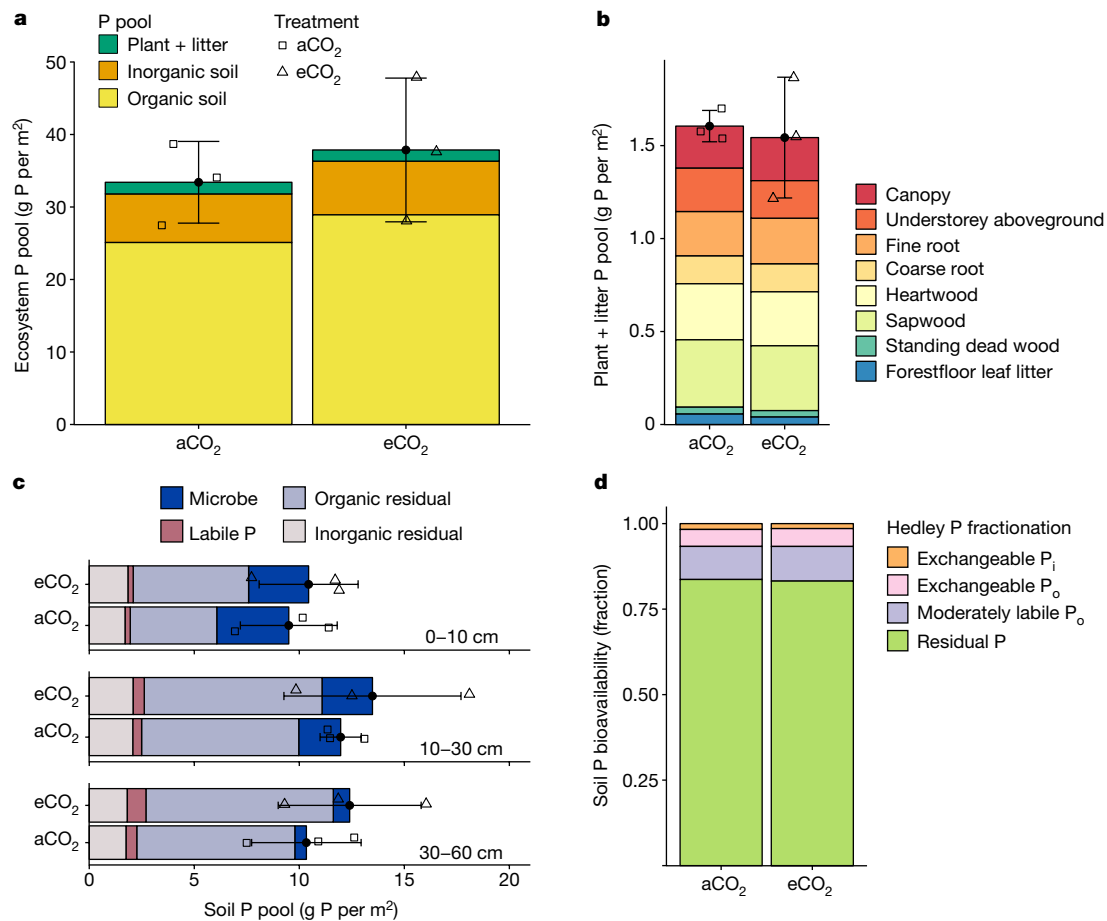 a
P pool
Plant + litter
Inorganic soil
Organic soil
Treatment
aCO2
eCO2
Ecosystem P pool (g P per m2)
50
40
30
20
10
0
aCO2
eCO2
b
Plant + litter P pool (g P per m2)
1.5
1.0
0.5
0
aCO2
eCO2
Canopy
Understorey aboveground
Fine root
Coarse root
Heartwood
Sapwood
Standing dead wood
Forestfloor leaf litter
c
Microbe
Organic residual
Labile P
Inorganic residual
eCO2
aCO2
0–10 cm
eCO2
aCO2
10–30 cm
eCO2
aCO2
30–60 cm
0
5
10
15
20
Soil P pool (g P per m2)
d
Soil P bioavailability (fraction)
1.00
0.75
0.50
0.25
aCO2
eCO2
Hedley P fractionation
Exchangeable Pi
Exchangeable Po
Moderately labile Po
Residual P